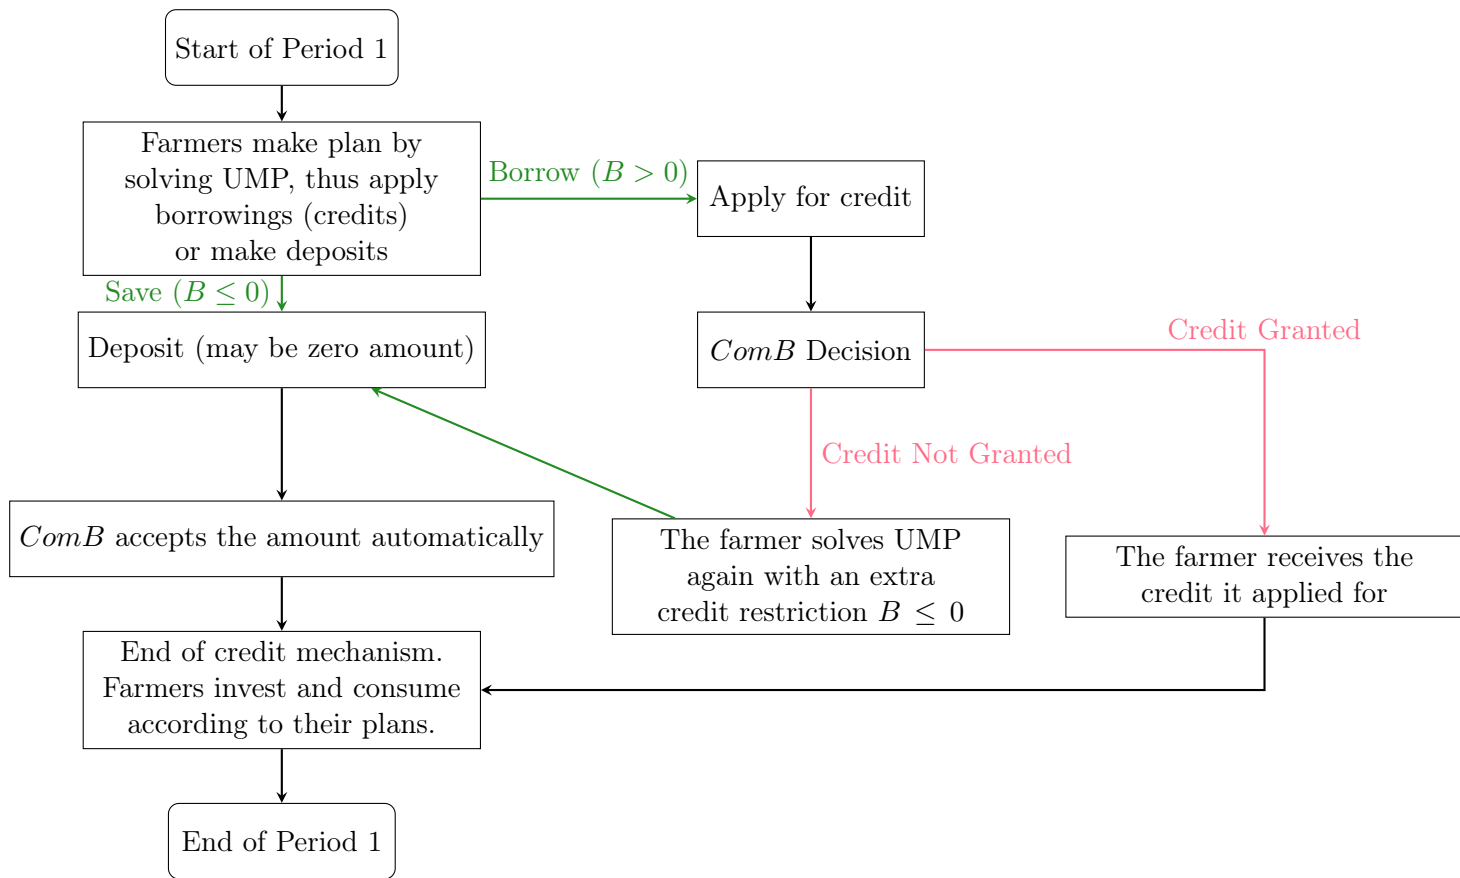 Start of Period 1
Farmers make plan by
solving UMP, thus apply
borrowings (credits)
or make deposits
Borrow (B > 0)
Apply for credit
Save (B ≤ 0)
Deposit (may be zero amount)
ComB Decision
Credit Granted
Credit Not Granted
ComB accepts the amount automatically
The farmer solves UMP
again with an extra
credit restriction B ≤ 0
The farmer receives the
credit it applied for
End of credit mechanism.
Farmers invest and consume
according to their plans.
End of Period 1